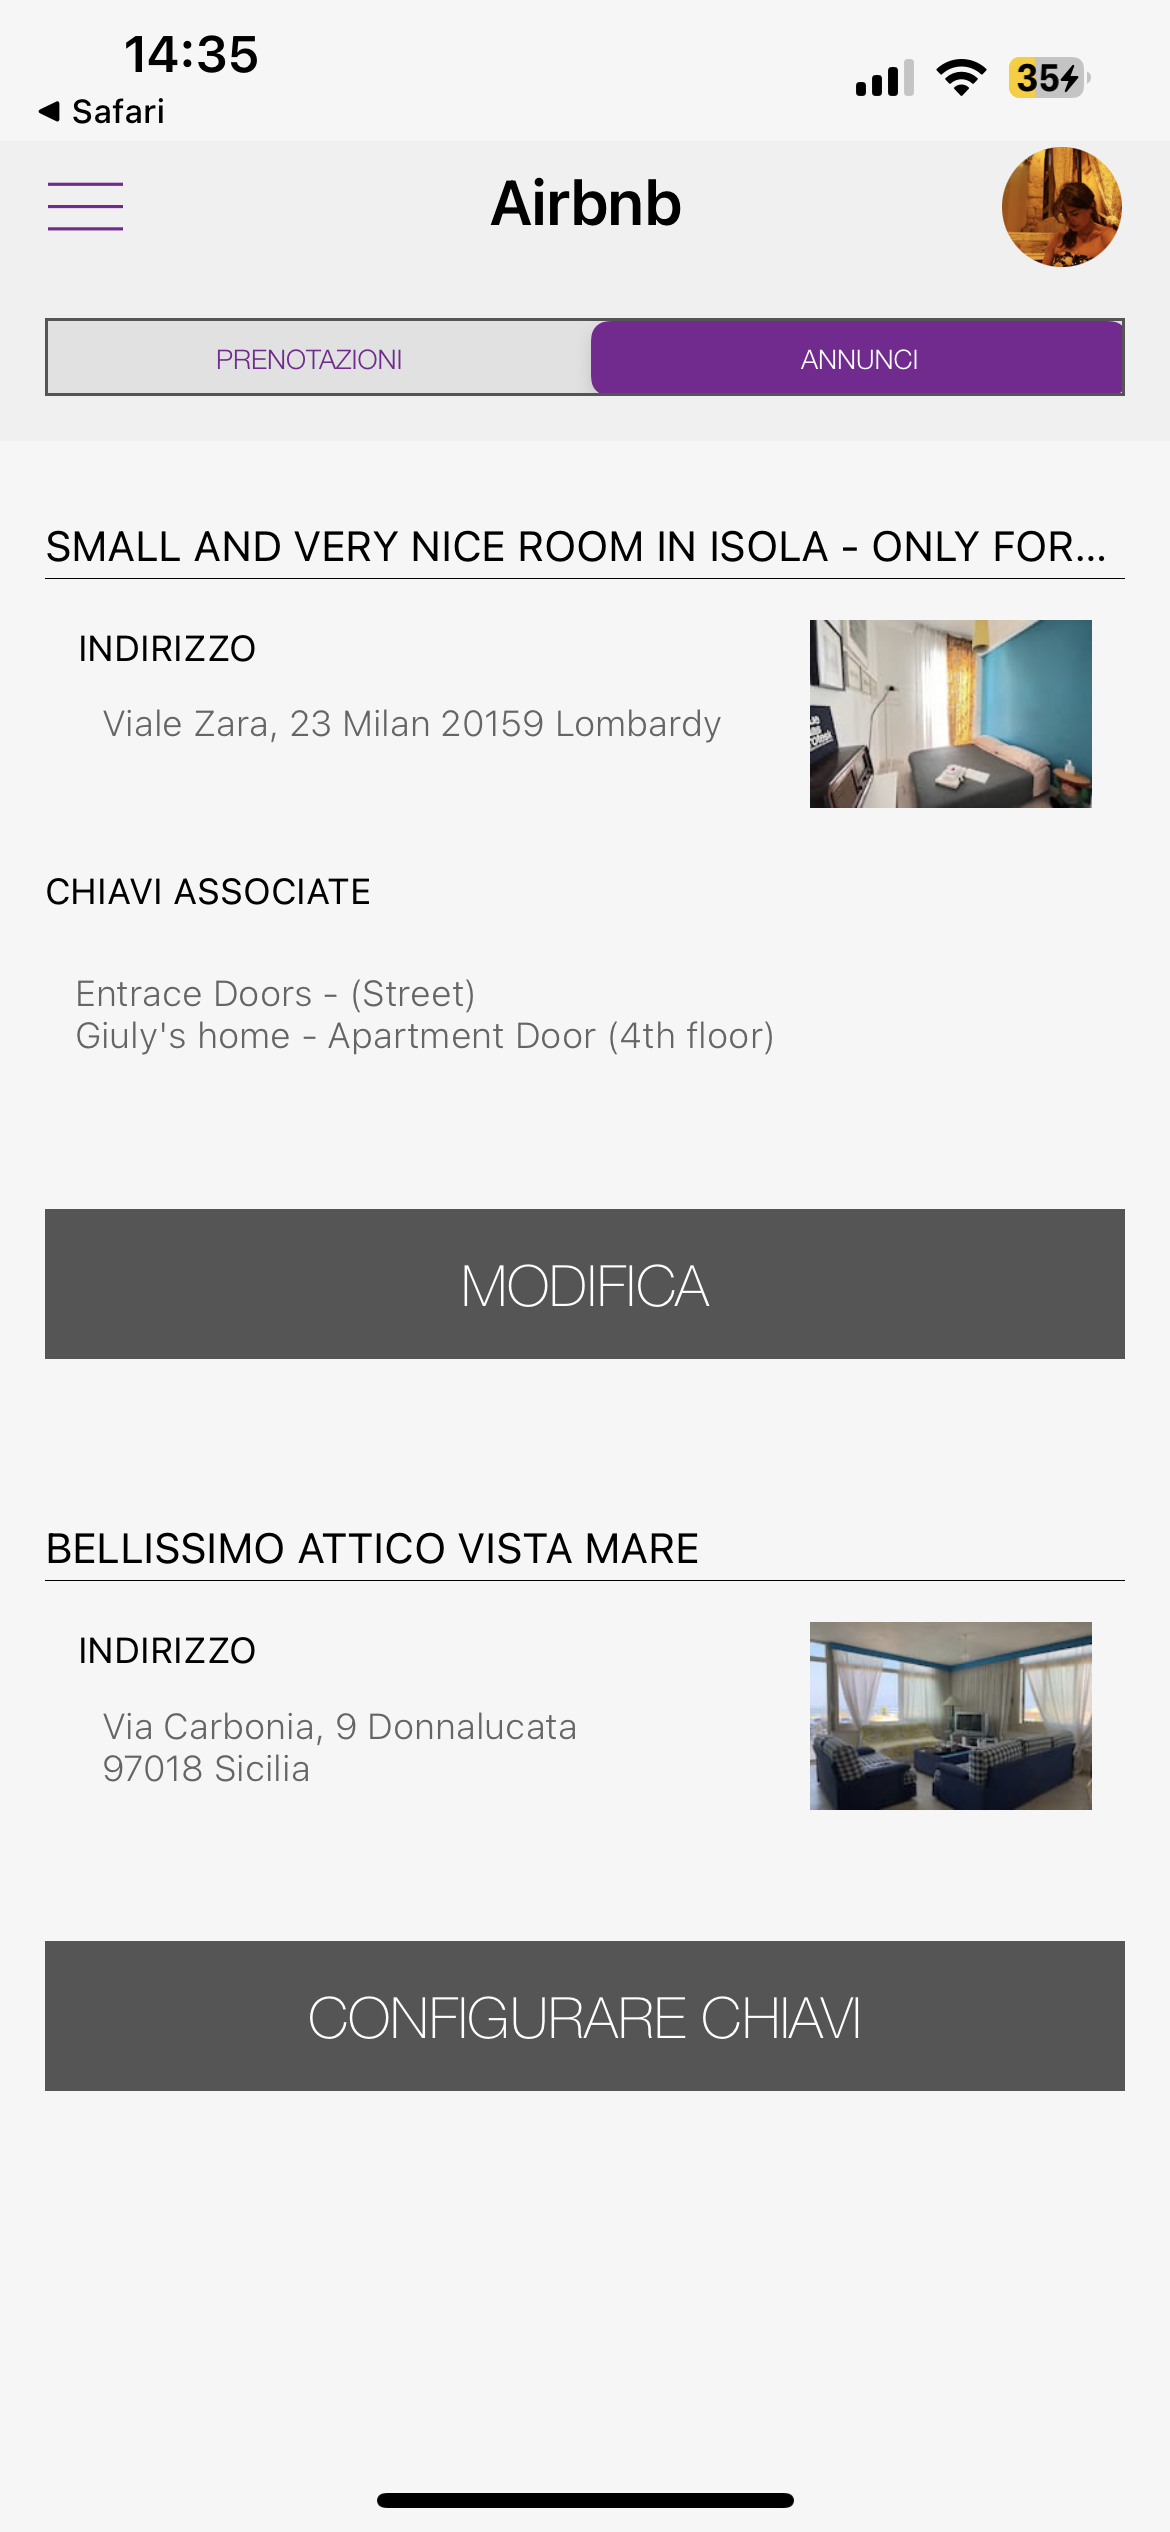 14:35
Safari
35
Airbnb
PRENOTAZIONI
ANNUNCI
SMALL AND VERY NICE ROOM IN ISOLA - ONLY FOR...
INDIRIZZO
Viale Zara, 23 Milan 20159 Lombardy
CHIAVI ASSOCIATE
Entrace Doors - (Street)
Giuly's home - Apartment Door (4th floor)
MODIFICA
BELLISSIMO ATTICO VISTA MARE
INDIRIZZO
Via Carbonia, 9 Donnalucata
97018 Sicilia
CONFIGURARE CHIAVI